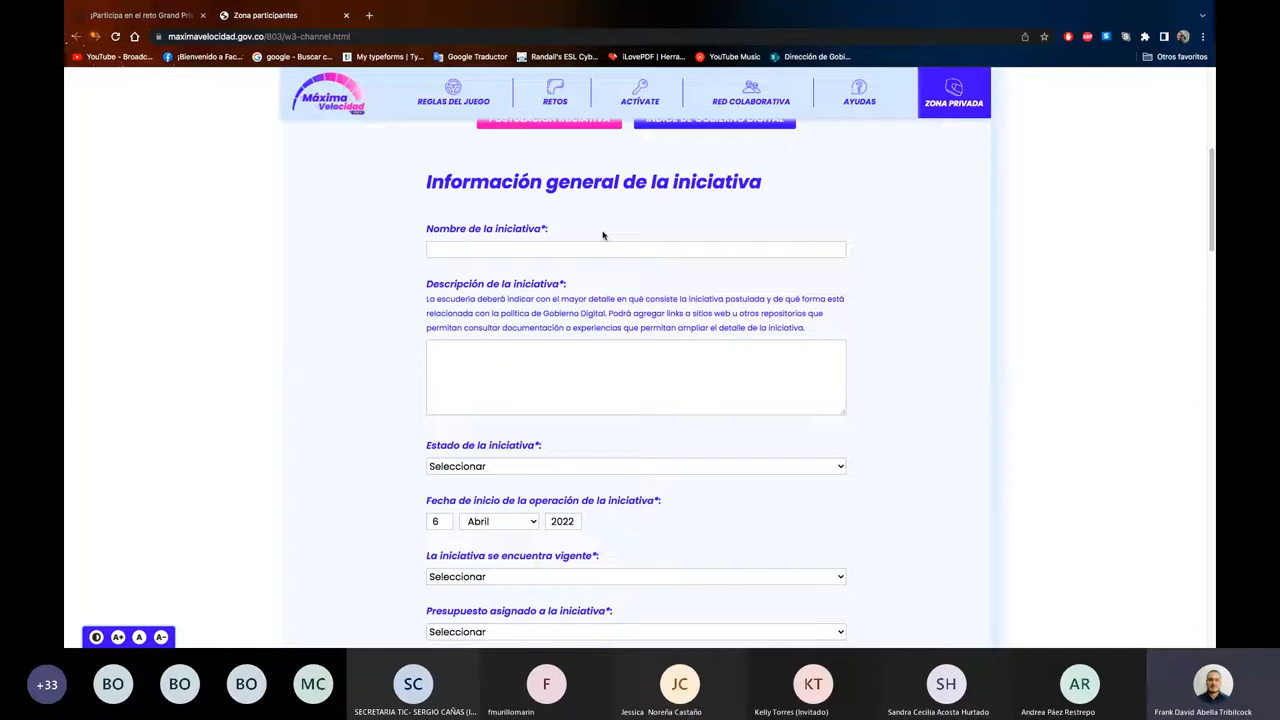 ¡Participa en el reto Grand Pri
Zona participantes
maximavelocidad.gov.co/803/w3-channel.html
YouTube - Broadc...
¡Bienvenido a Fac...
google - Buscar c...
My typeforms | Ty...
Google Traductor
Randall's ESL Cyb...
iLovePDF | Herra...
YouTube Music
Dirección de Gobi...
Otros favoritos
Máxima
Velocidad
REGLAS DEL JUEGO
RETOS
ACTÍVATE
RED COLABORATIVA
AYUDAS
ZONA PRIVADA
POSTULACIÓN INICIATIVA
ÍNDICE DE GOBIERNO DIGITAL
Información general de la iniciativa
Nombre de la iniciativa*:
Descripción de la iniciativa*:
La escudería deberá indicar con el mayor detalle en qué consiste la iniciativa postulada y de qué forma está
relacionada con la política de Gobierno Digital. Podrá agregar links a sitios web u otros repositorios que
permitan consultar documentación o experiencias que permitan ampliar el detalle de la iniciativa.
Estado de la iniciativa*:
Seleccionar
Fecha de inicio de la operación de la iniciativa*:
6 Abril 2022
La iniciativa se encuentra vigente*:
Seleccionar
Presupuesto asignado a la iniciativa*:
Seleccionar
A+ A A-
+33 BO BO BO MC SC F JC KT SH AR
SECRETARIA TIC- SERGIO CAÑAS (I...
fmurillomarin
Jessica Noreña Castaño
Kelly Torres (Invitado)
Sandra Cecilia Acosta Hurtado
Andrea Páez Restrepo
Frank David Abella Tribilcock